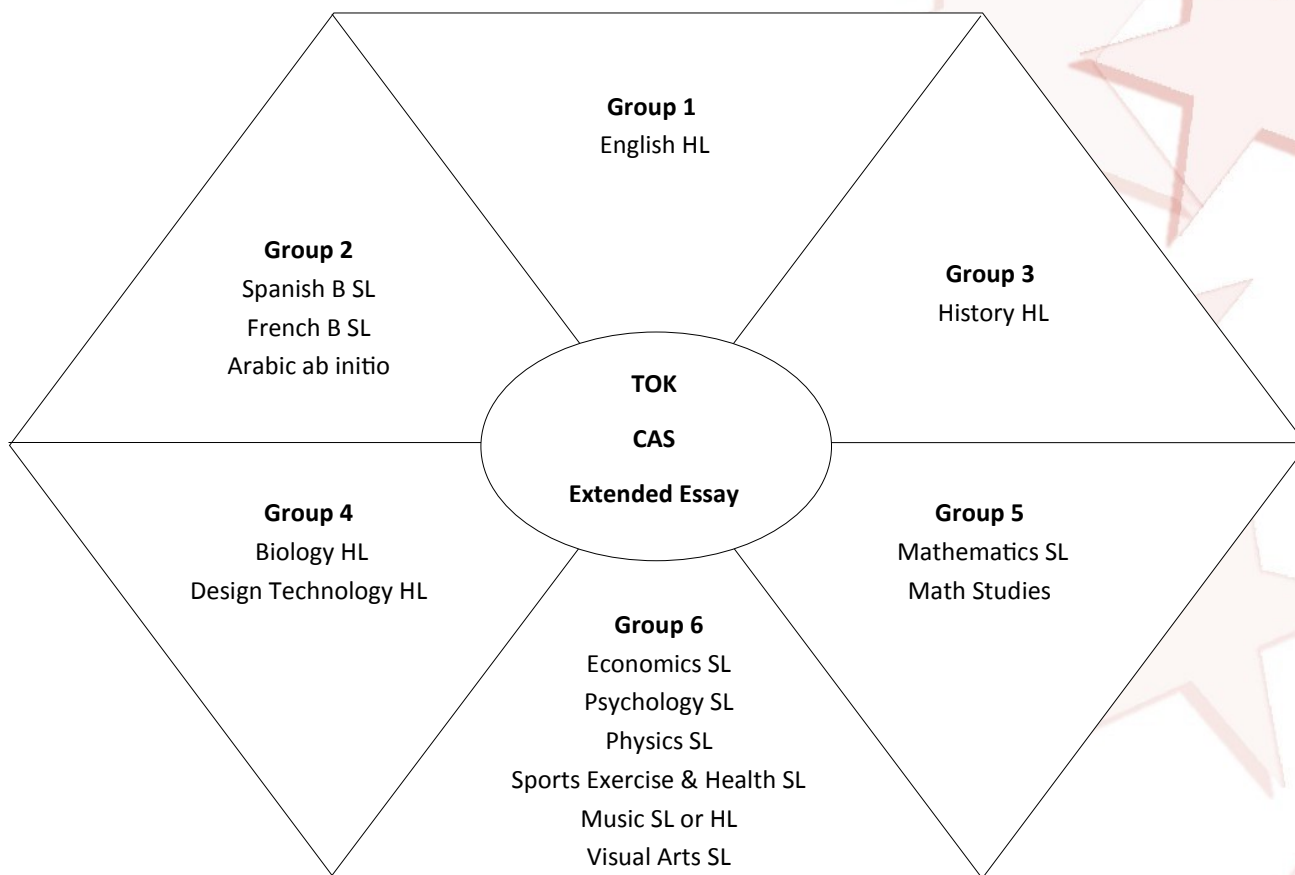 Group 1
English HL
Group 2
Spanish B SL
French B SL
Arabic ab initio
Group 3
History HL
TOK
CAS
Extended Essay
Group 4
Biology HL
Design Technology HL
Group 5
Mathematics SL
Math Studies
Group 6
Economics SL
Psychology SL
Physics SL
Sports Exercise & Health SL
Music SL or HL
Visual Arts SL